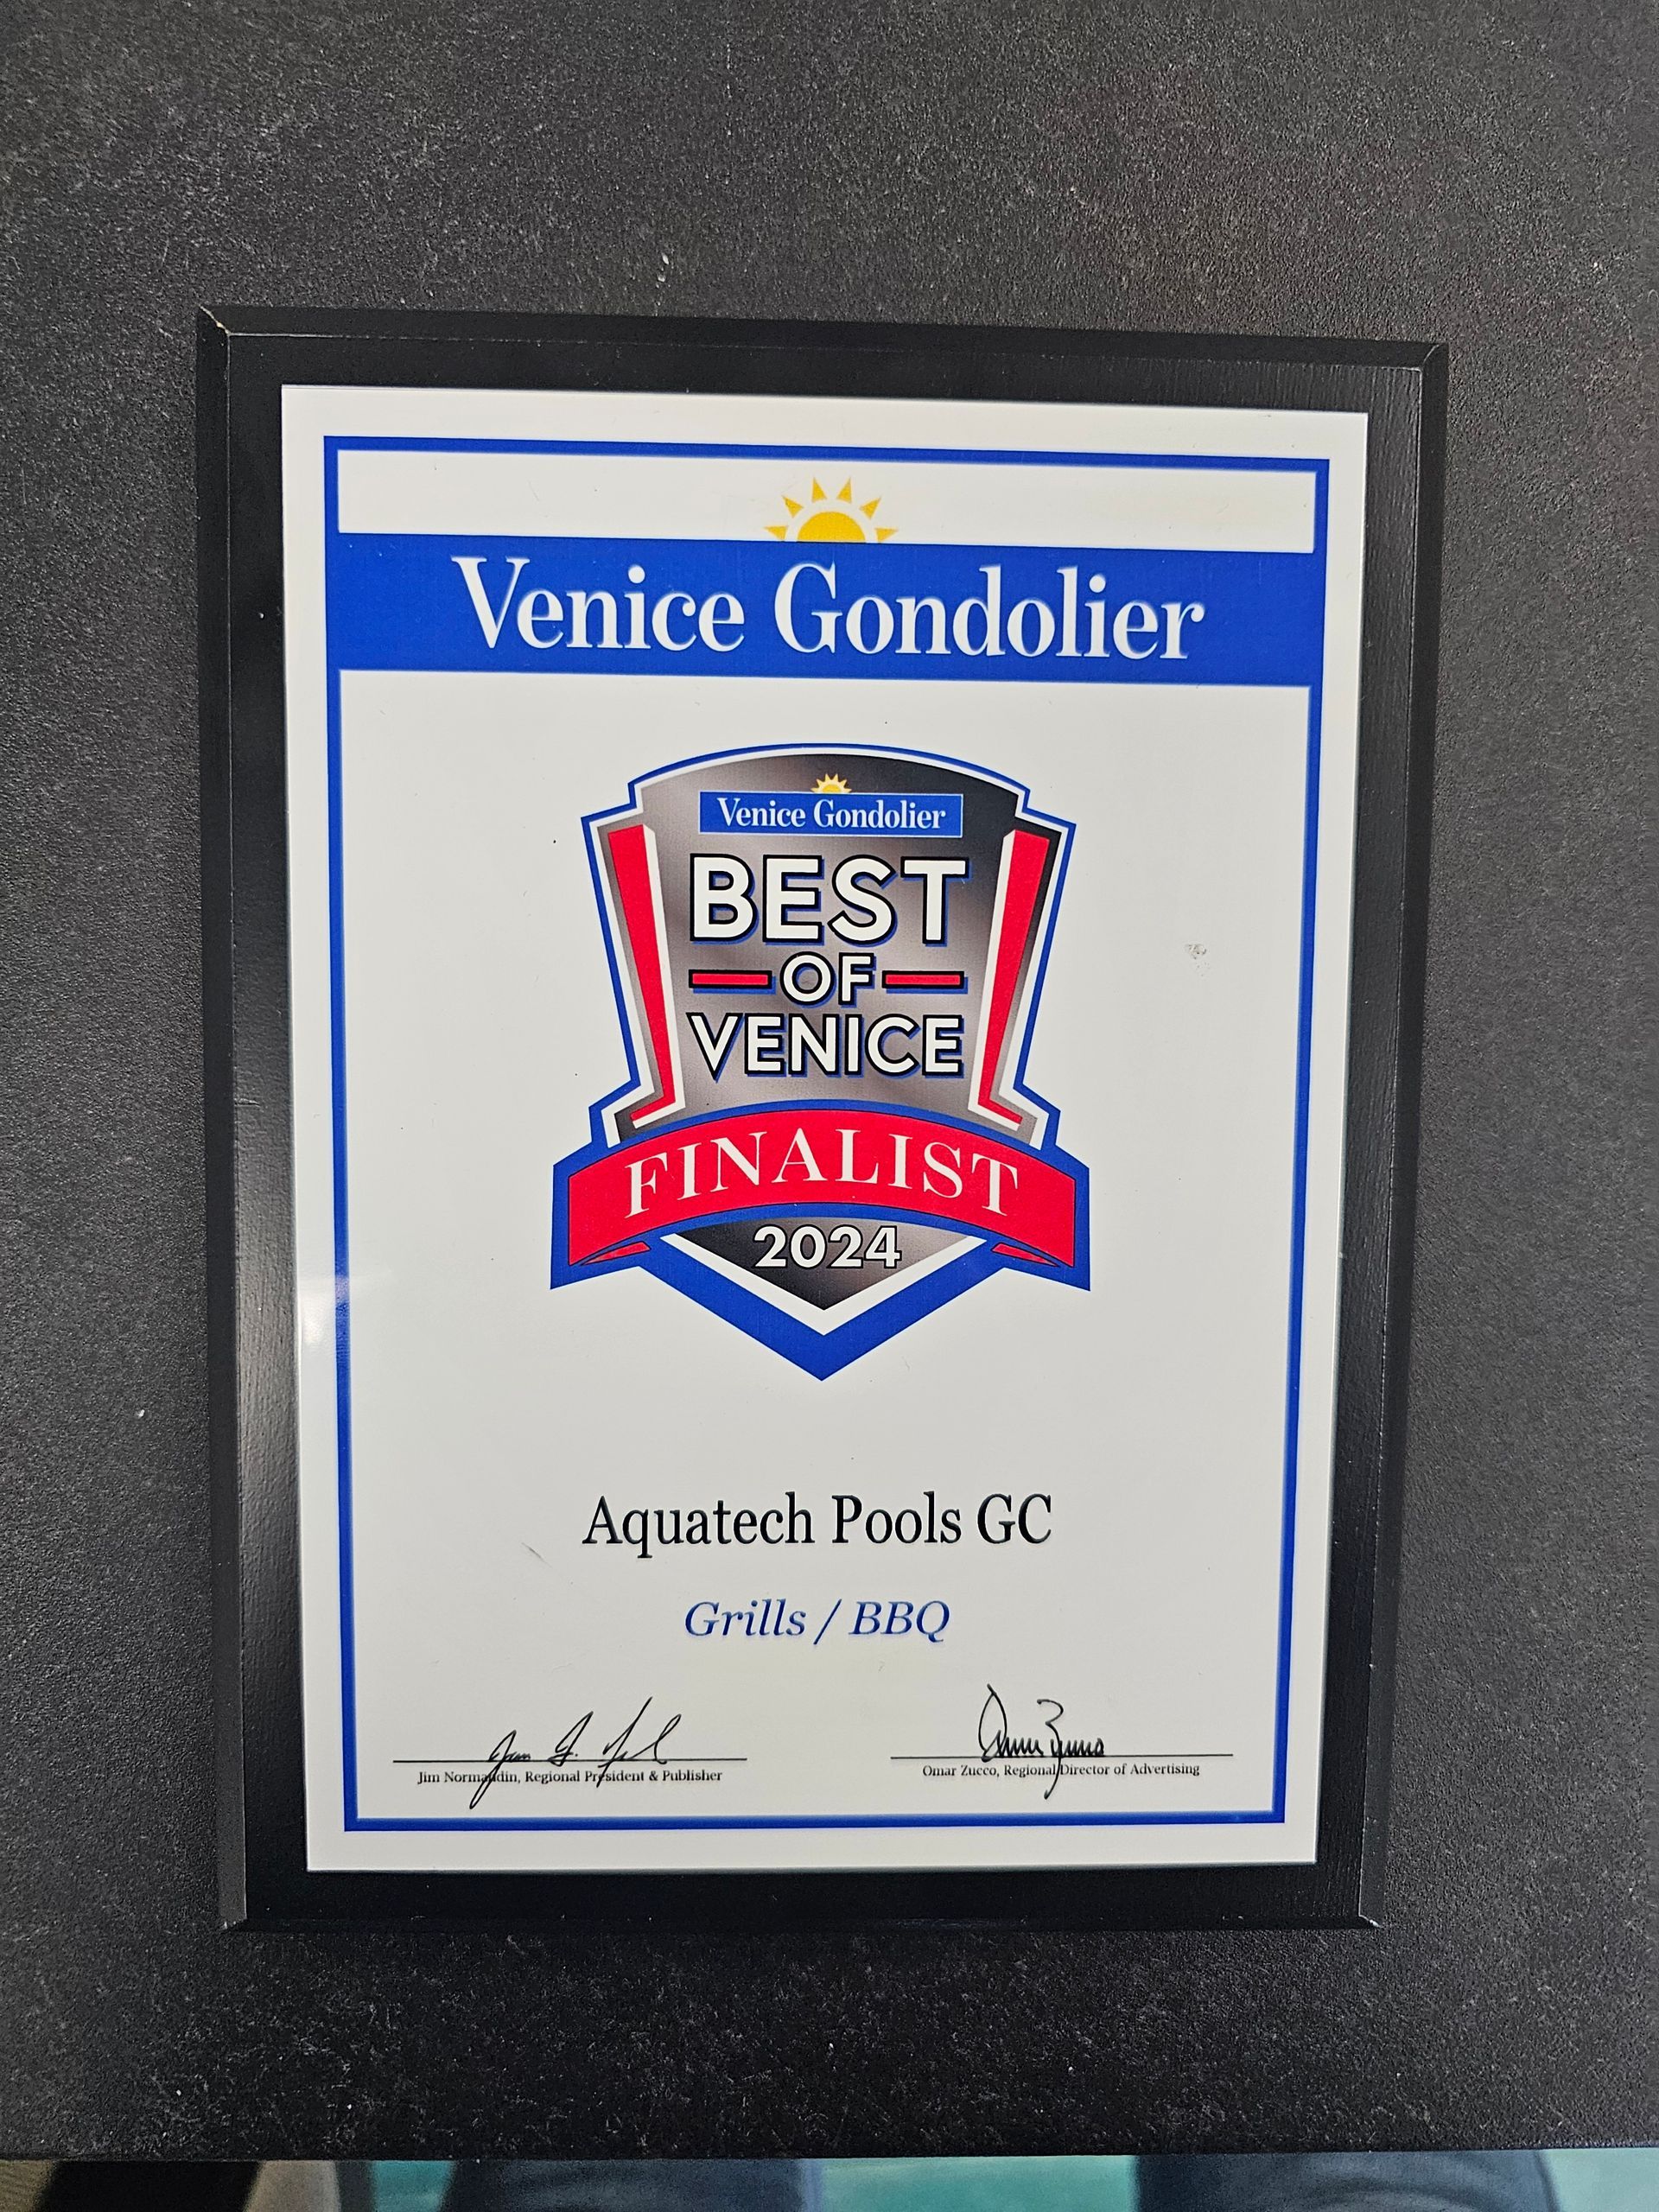 Venice Gondolier
Venice Gondolier
BEST
OF
VENICE
FINALIST
2024
Aquatech Pools GC
Grills / BBQ
Jim Normandin, Regional President & Publisher
Omar Zucco, Regional Director of Advertising